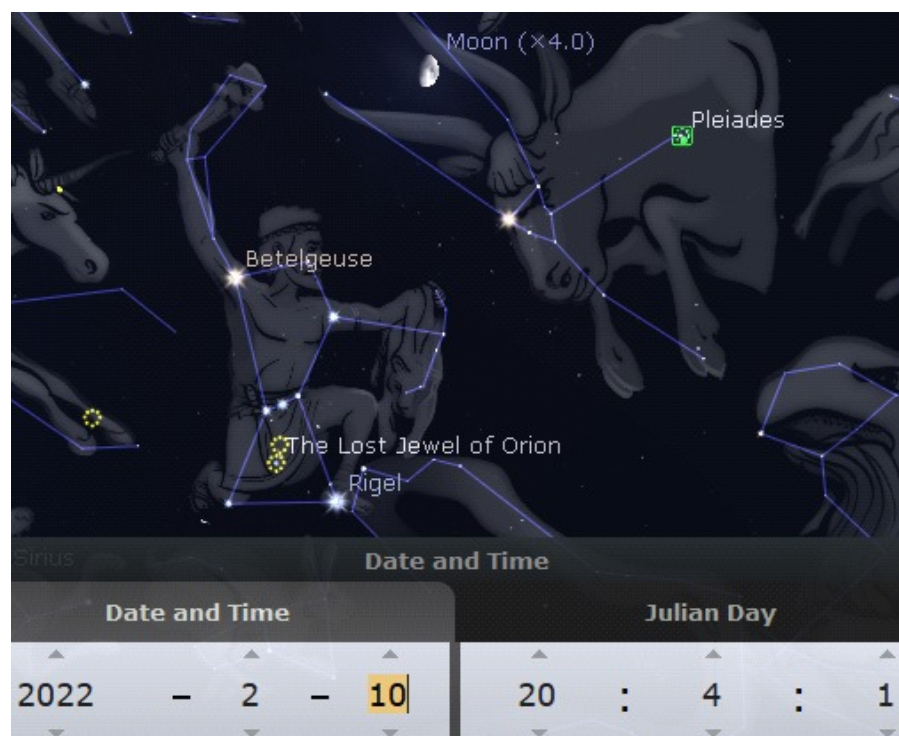 Moon (×4.0)
Pleiades
Betelgeuse
The Lost Jewel of Orion
Rigel
Sirius
Date and Time
Date and Time
Julian Day
2022 - 2 - 10 20 : 4 : 1